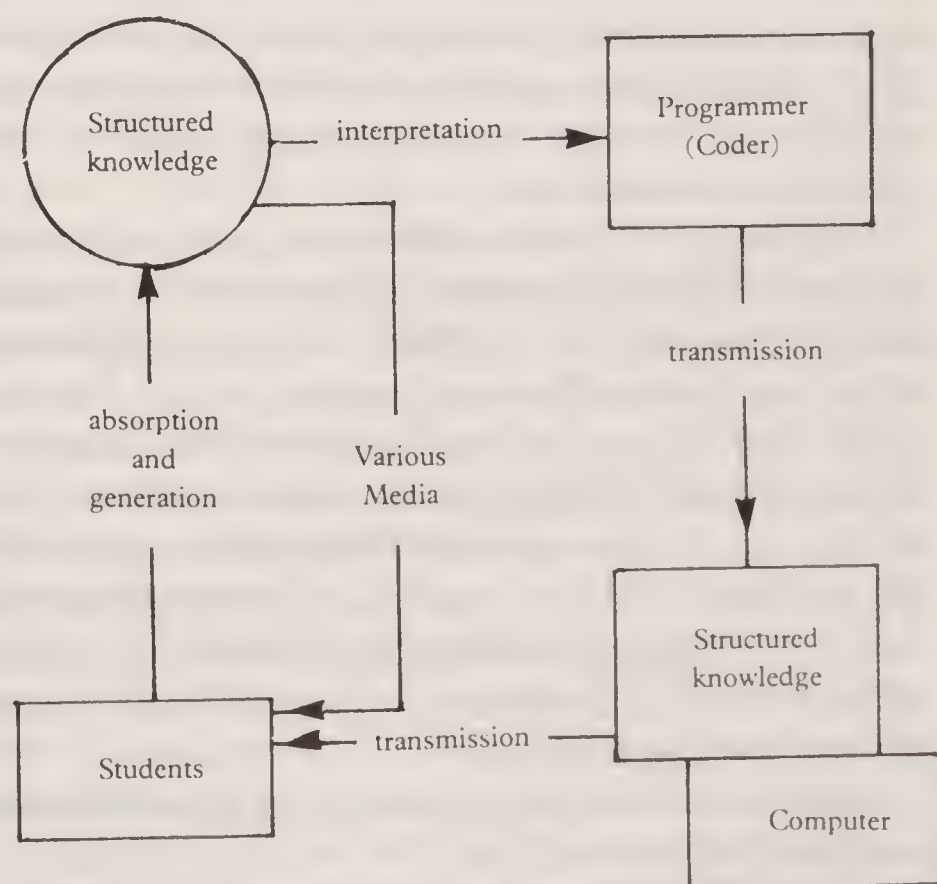 Structured
knowledge
interpretation
Programmer
(Coder)
transmission
absorption
and
generation
Various
Media
Structured
knowledge
transmission
Students
Computer